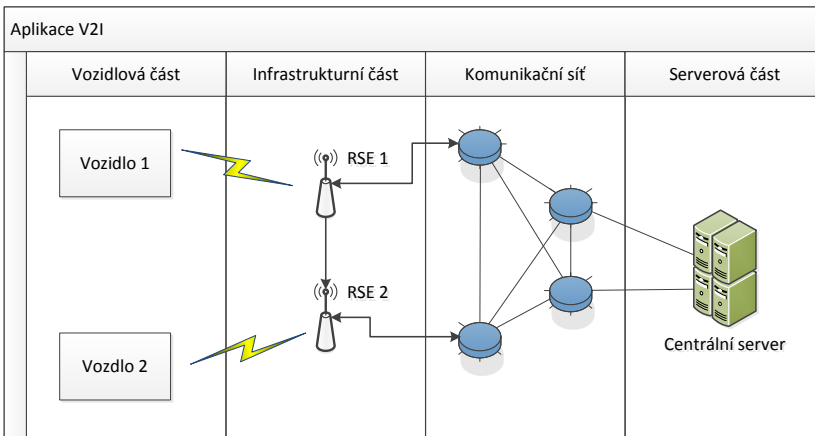 Aplikace V2I
Vozidlová část
Infrastrukturní část
Komunikační síť
Serverová část
Vozidlo 1
RSE 1
RSE 2
Vozdlo 2
Centrální server